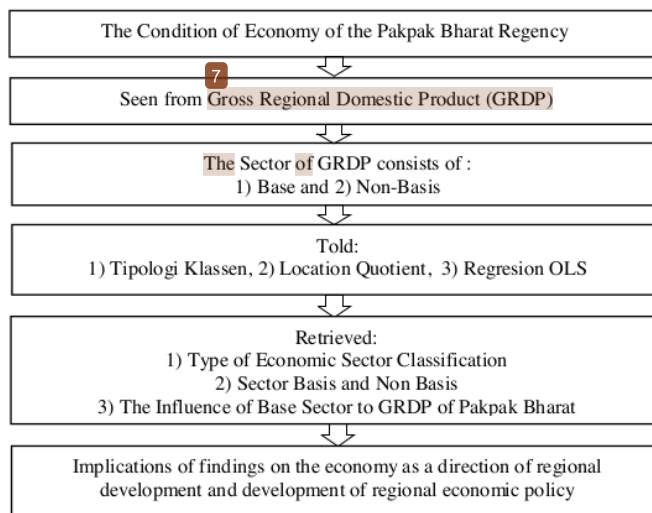 The Condition of Economy of the Pakpak Bharat Regency
7
Seen from Gross Regional Domestic Product (GRDP)
The Sector of GRDP consists of :
1) Base and 2) Non-Basis
Told:
1) Tipologi Klassen, 2) Location Quotient, 3) Regresion OLS
Retrieved:
1) Type of Economic Sector Classification
2) Sector Basis and Non Basis
3) The Influence of Base Sector to GRDP of Pakpak Bharat
Implications of findings on the economy as a direction of regional
development and development of regional economic policy